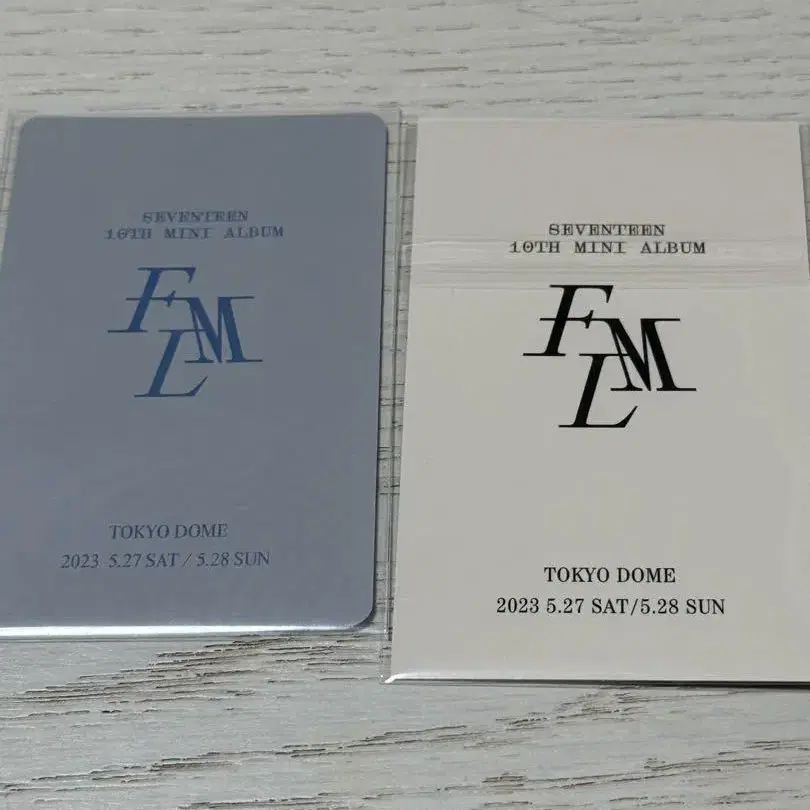 SEVENTEEN
10TH MINI ALBUM
FML
TOKYO DOME
2023 5.27 SAT / 5.28 SUN
SEVENTEEN
10TH MINI ALBUM
FML
TOKYO DOME
2023 5.27 SAT/5.28 SUN